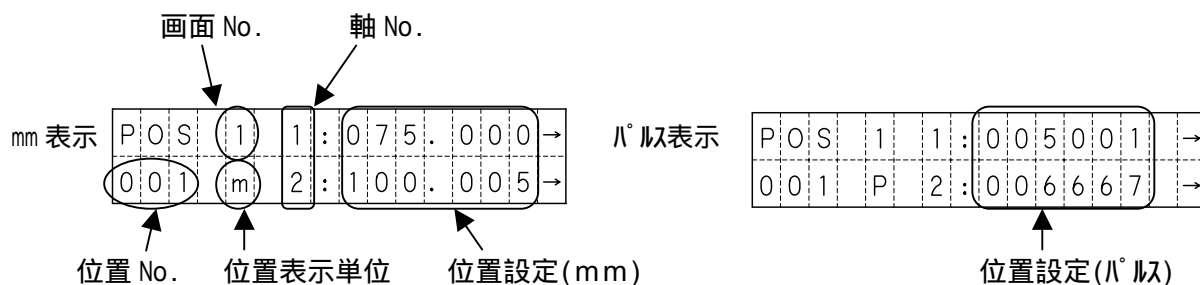 画面 No. 軸 No.
mm 表示 POS 1 1:075.000→ パルス表示 POS 1 1:005001 →
001 m 2:100.005→ 001 P 2:006667 →
位置 No. 位置表示単位 位置設定(mm) 位置設定(パルス)